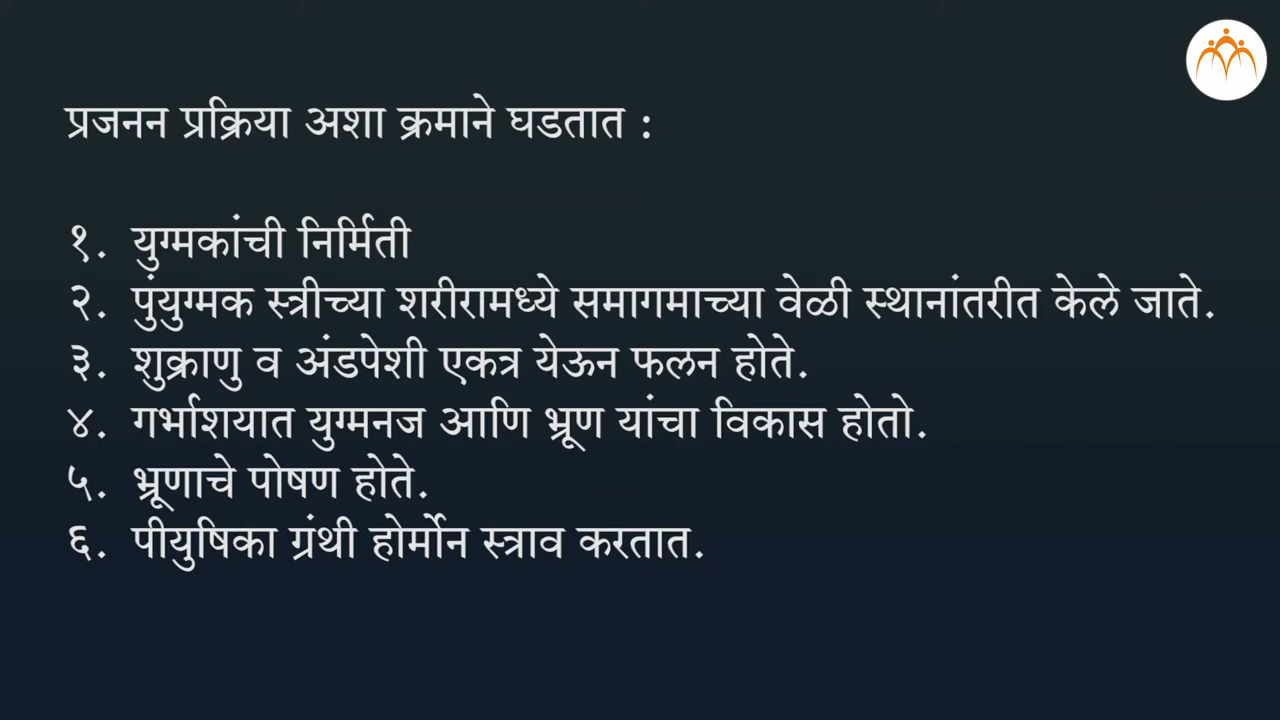 प्रजनन प्रक्रिया अशा क्रमाने घडतात :
१. युग्मकांची निर्मिती
२. पुंयुग्मक स्त्रीच्या शरीरामध्ये समागमाच्या वेळी स्थानांतरीत केले जाते.
३. शुक्राणु व अंडपेशी एकत्र येऊन फलन होते.
४. गर्भाशयात युग्मनज आणि भ्रूण यांचा विकास होतो.
५. भ्रूणाचे पोषण होते.
६. पीयुषिका ग्रंथी होर्मोन स्त्राव करतात.